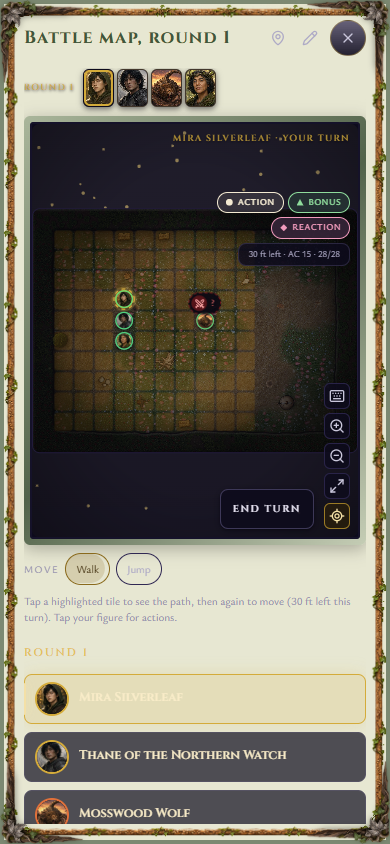 Battle map, round 1
ROUND 1
MIRA SILVERLEAF · YOUR TURN
ACTION
BONUS
REACTION
30 ft left · AC 15 · 28/28
END TURN
MOVE
Walk
Jump
Tap a highlighted tile to see the path, then again to move (30 ft left this
turn). Tap your figure for actions.
ROUND 1
Mira Silverleaf
Thane of the Northern Watch
Mosswood Wolf